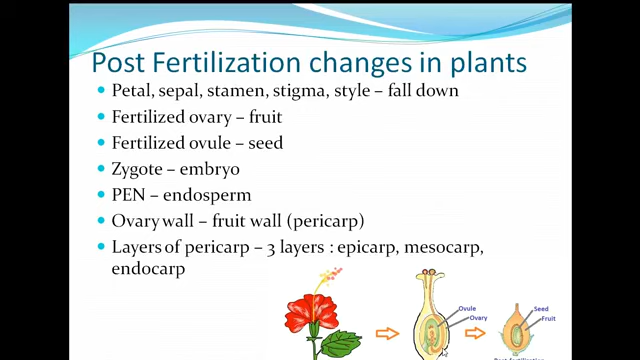 Post Fertilization changes in plants
Petal, sepal, stamen, stigma, style – fall down
Fertilized ovary – fruit
Fertilized ovule – seed
Zygote – embryo
PEN – endosperm
Ovary wall – fruit wall (pericarp)
Layers of pericarp – 3 layers : epicarp, mesocarp,
endocarp
Ovule
Ovary
Seed
Fruit
Post-fertilization